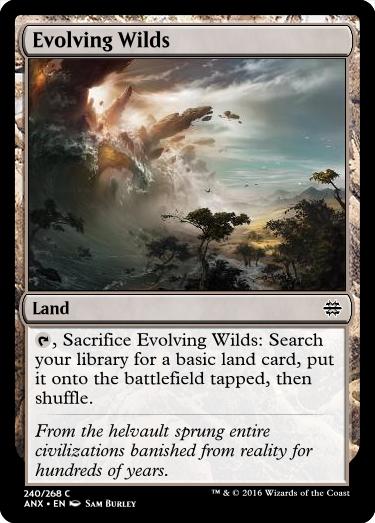 Evolving Wilds
Land
, Sacrifice Evolving Wilds: Search
your library for a basic land card, put
it onto the battlefield tapped, then
shuffle.
From the helvault sprung entire
civilizations banished from reality for
hundreds of years.
240/268 C
ANX • EN Sam Burley
™ & © 2016 Wizards of the Coast